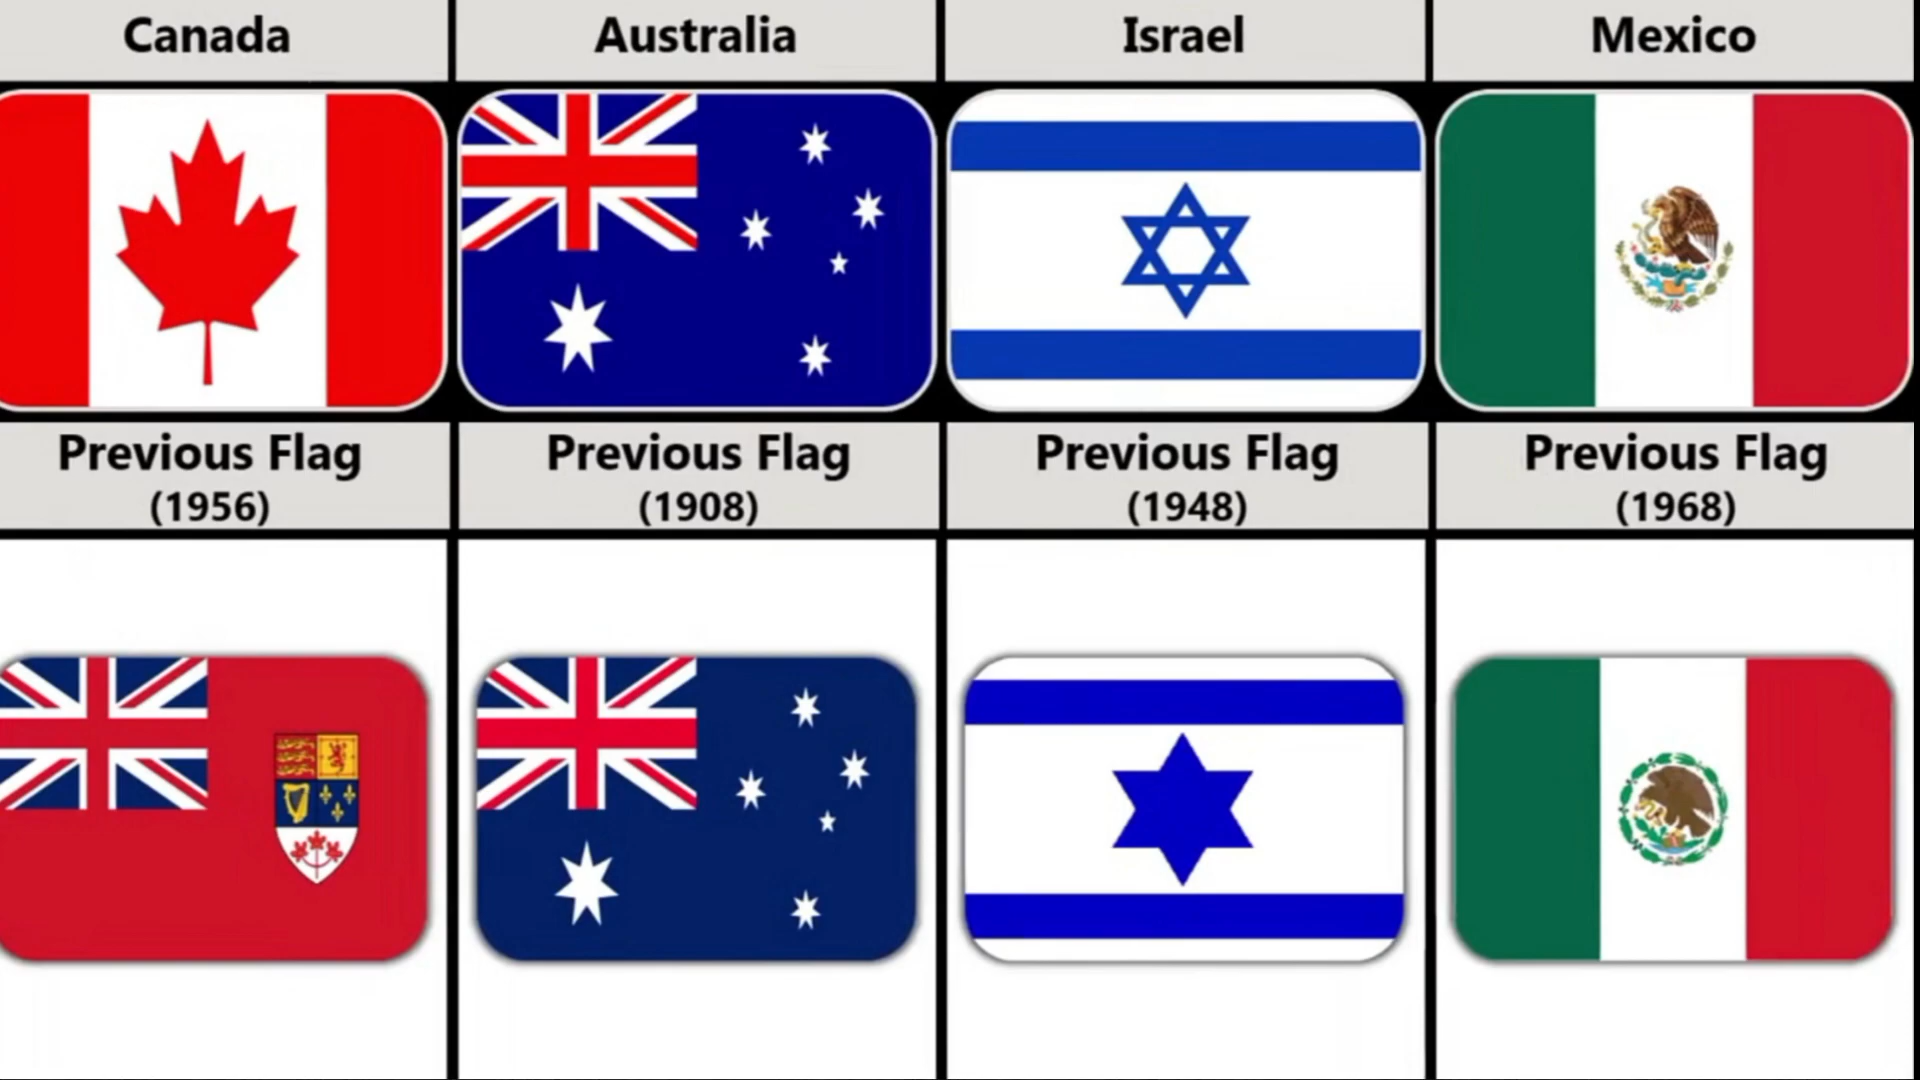 Canada
Australia
Israel
Mexico
Previous Flag
(1956)
Previous Flag
(1908)
Previous Flag
(1948)
Previous Flag
(1968)